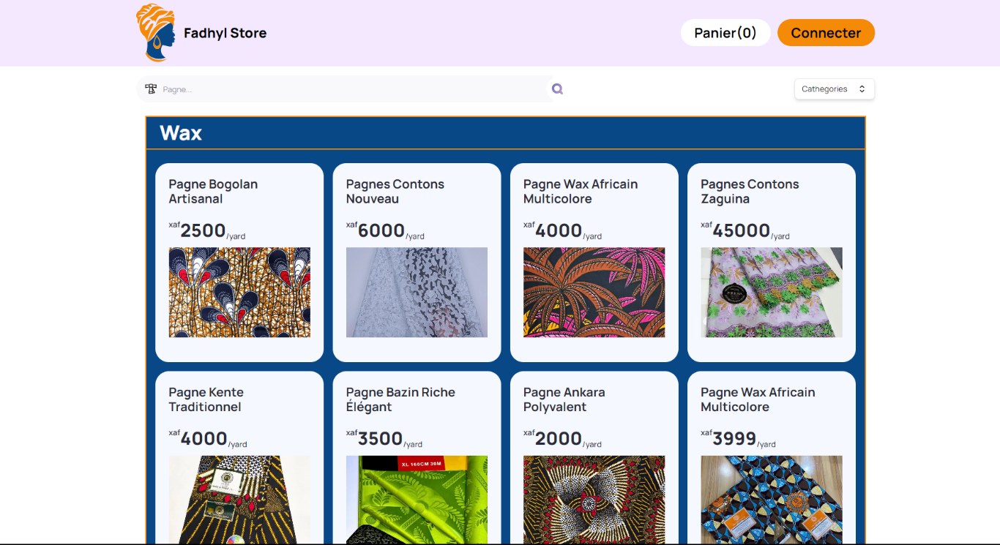 Fadhyl Store
Panier(0)
Connecter
Pagne...
Cathegories
Wax
Pagne Bogolan
Artisanal
xaf2500/yard
Pagnes Contons
Nouveau
xaf6000/yard
Pagne Wax Africain
Multicolore
xaf4000/yard
Pagnes Contons
Zaguina
xaf45000/yard
Pagne Kente
Traditionnel
xaf4000/yard
Pagne Bazin Riche
Élégant
xaf3500/yard
XL 160CM 30M
Pagne Ankara
Polyvalent
xaf2000/yard
Pagne Wax Africain
Multicolore
xaf3999/yard